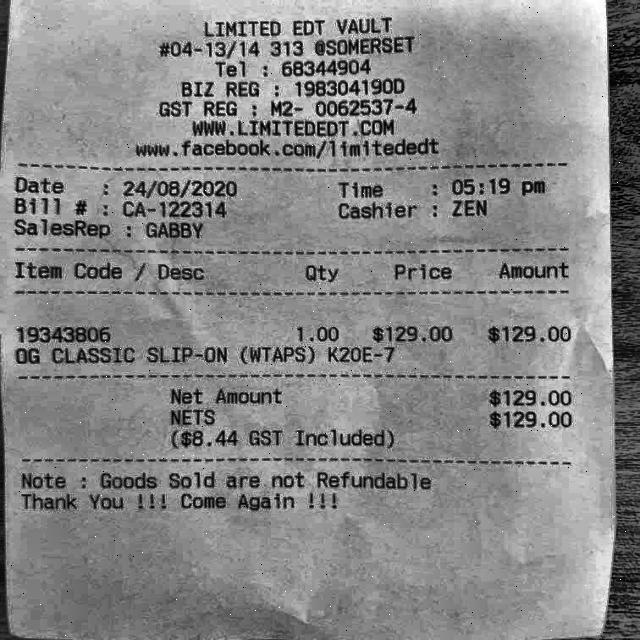 LIMITED EDT VAULT
#04-13/14 313 @SOMERSET
Tel : 68344904
BIZ REG : 198304190D
GST REG : M2- 0062537-4
WWW.LIMITEDEDT.COM
www.facebook.com/limitededt
Date : 24/08/2020 Time : 05:19 pm
Bill # : CA-122314 Cashier : ZEN
SalesRep : GABBY
Item Code / Desc Qty Price Amount
19343806 1.00 $129.00 $129.00
OG CLASSIC SLIP-ON (WTAPS) K20E-7
Net Amount $129.00
NETS $129.00
($8.44 GST Included)
Note : Goods Sold are not Refundable
Thank You !!! Come Again !!!